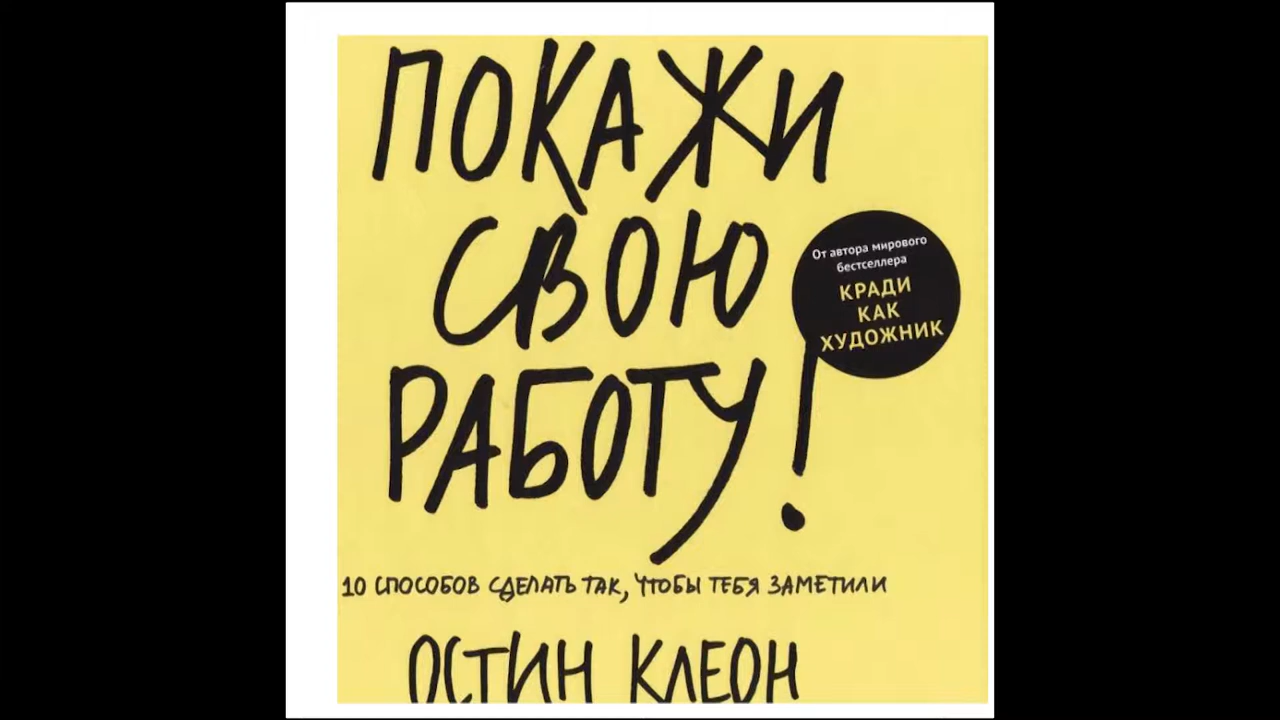 ПОКАЖИ
СВОЮ
РАБОТУ!
От автора мирового
бестселлера
КРАДИ
КАК
ХУДОЖНИК
10 СПОСОБОВ СДЕЛАТЬ ТАК, ЧТОБЫ ТЕБЯ ЗАМЕТИЛИ
ОСТИН КЛЕОН